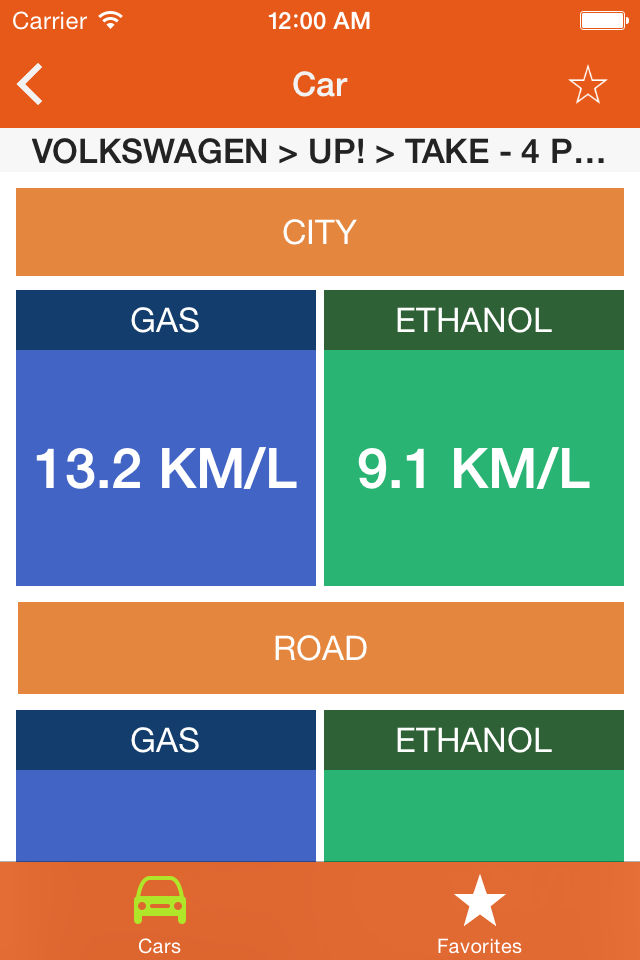 Carrier 12:00 AM
Car
VOLKSWAGEN > UP! > TAKE - 4 P...
CITY
GAS ETHANOL
13.2 KM/L 9.1 KM/L
ROAD
GAS ETHANOL
Cars Favorites